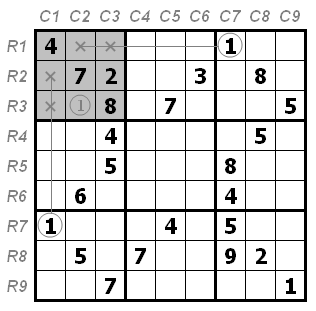 C1 C2 C3 C4 C5 C6 C7 C8 C9
R1 4 × × 1
R2 × 7 2 3 8
R3 × 1 8 7 5
R4 4 5
R5 5 8
R6 6 4
R7 1 4 5
R8 5 7 9 2
R9 7 1